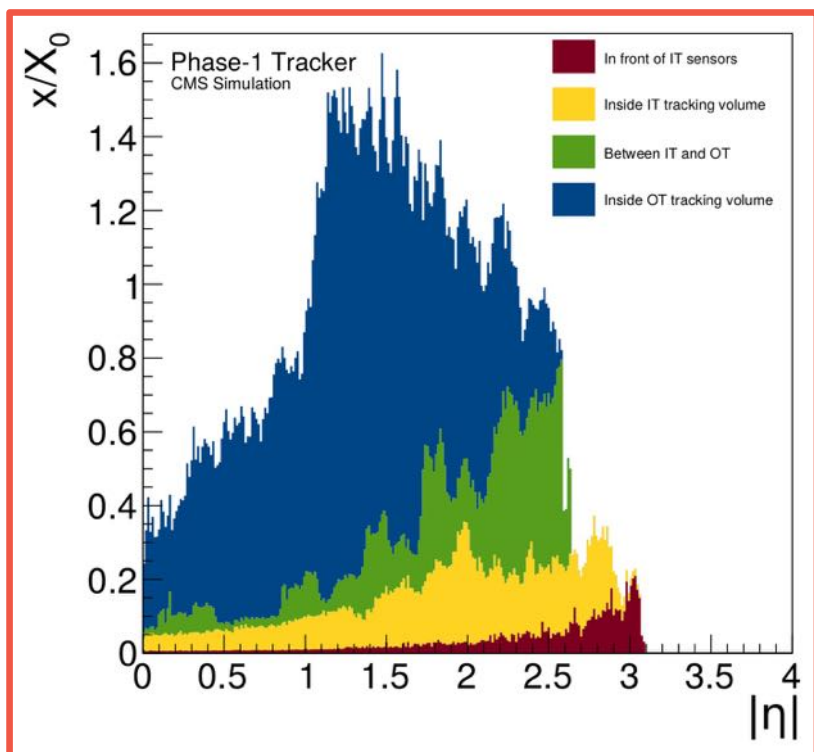 x/X₀
Phase-1 Tracker
CMS Simulation
In front of IT sensors
Inside IT tracking volume
Between IT and OT
Inside OT tracking volume
1.6
1.4
1.2
1
0.8
0.6
0.4
0.2
0
0 0.5 1 1.5 2 2.5 3 3.5 4
|η|